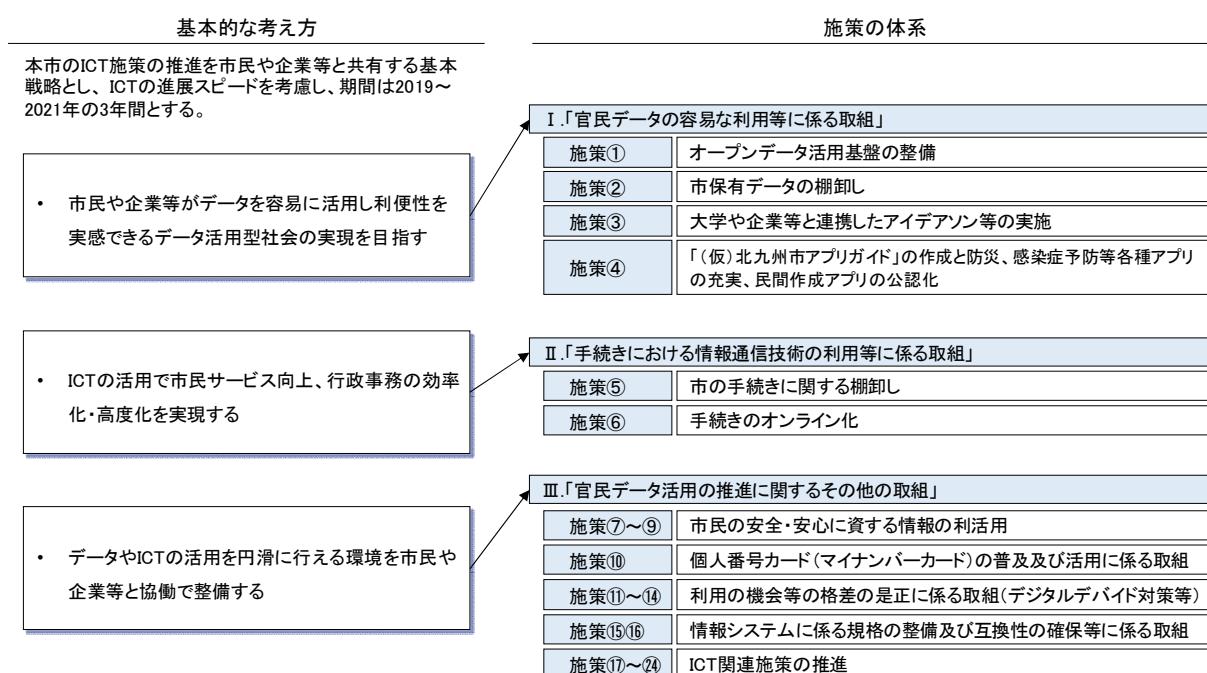 基本的な考え方
本市のICT施策の推進を市民や企業等と共有する基本
戦略とし、ICTの進展スピードを考慮し、期間は2019～
2021年の3年間とする。
• 市民や企業等がデータを容易に活用し利便性を
実感できるデータ活用型社会の実現を目指す
• ICTの活用で市民サービス向上、行政事務の効率
化・高度化を実現する
• データやICTの活用を円滑に行える環境を市民や
企業等と協働で整備する
施策の体系
Ⅰ.「官民データの容易な利用等に係る取組」
施策① オープンデータ活用基盤の整備
施策② 市保有データの棚卸し
施策③ 大学や企業等と連携したアイデアソン等の実施
施策④ 「(仮)北九州市アプリガイド」の作成と防災、感染症予防等各種アプリ
の充実、民間作成アプリの公認化
Ⅱ.「手続きにおける情報通信技術の利用等に係る取組」
施策⑤ 市の手続きに関する棚卸し
施策⑥ 手続きのオンライン化
Ⅲ.「官民データ活用の推進に関するその他の取組」
施策⑦～⑨ 市民の安全・安心に資する情報の利活用
施策⑩ 個人番号カード(マイナンバーカード)の普及及び活用に係る取組
施策⑪～⑭ 利用の機会等の格差の是正に係る取組(デジタルデバイド対策等)
施策⑮⑯ 情報システムに係る規格の整備及び互換性の確保等に係る取組
施策⑰～㉔ ICT関連施策の推進